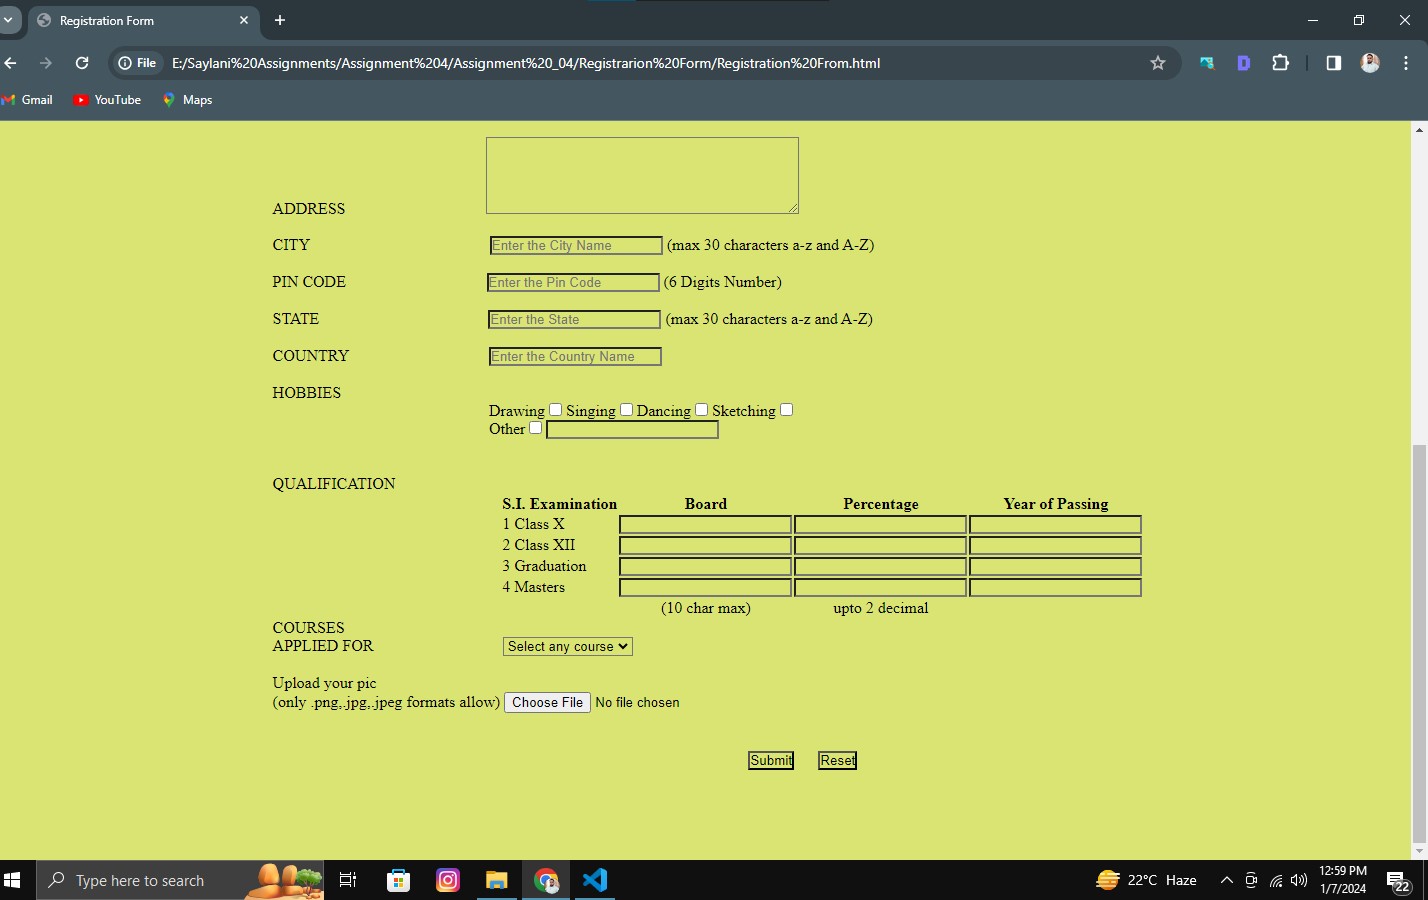 Registration Form
File E:/Saylani%20Assignments/Assignment%204/Assignment%20_04/Registrarion%20Form/Registration%20From.html
Gmail YouTube Maps
ADDRESS
CITY Enter the City Name (max 30 characters a-z and A-Z)
PIN CODE Enter the Pin Code (6 Digits Number)
STATE Enter the State (max 30 characters a-z and A-Z)
COUNTRY Enter the Country Name
HOBBIES
Drawing Singing Dancing Sketching
Other
QUALIFICATION
S.I. Examination Board Percentage Year of Passing
1 Class X
2 Class XII
3 Graduation
4 Masters
(10 char max) upto 2 decimal
COURSES
APPLIED FOR Select any course
Upload your pic
(only .png,.jpg,.jpeg formats allow) Choose File No file chosen
Submit Reset
Type here to search 22°C Haze 12:59 PM
1/7/2024 22